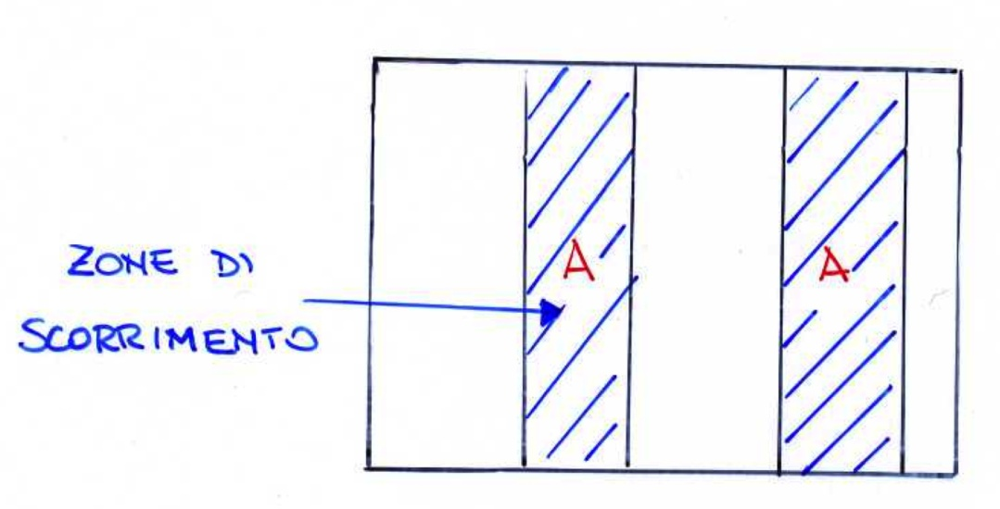 ZONE DI
SCORRIMENTO
A
A